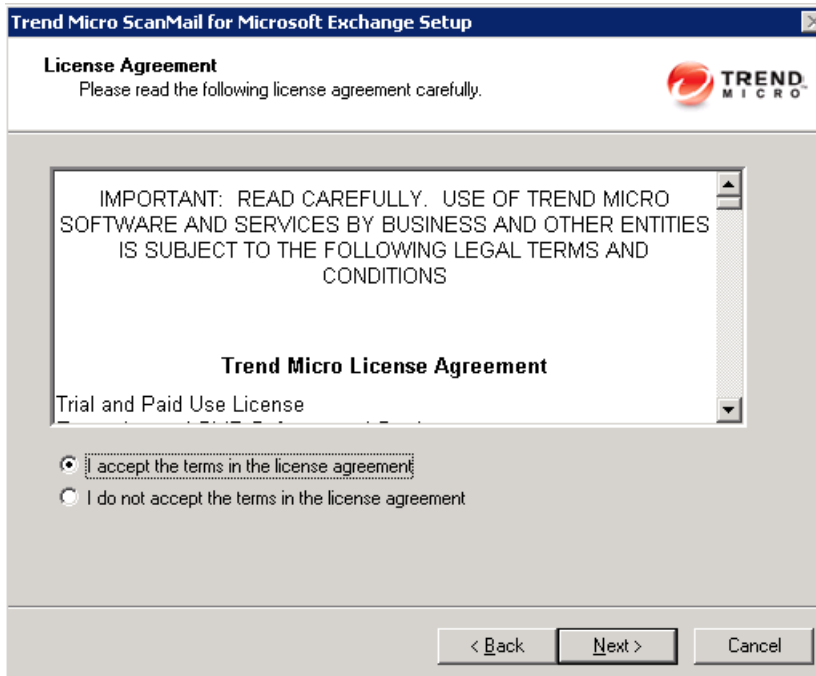 Trend Micro ScanMail for Microsoft Exchange Setup
License Agreement
Please read the following license agreement carefully.
TREND
MICRO
IMPORTANT: READ CAREFULLY. USE OF TREND MICRO
SOFTWARE AND SERVICES BY BUSINESS AND OTHER ENTITIES
IS SUBJECT TO THE FOLLOWING LEGAL TERMS AND
CONDITIONS
Trend Micro License Agreement
Trial and Paid Use License
I accept the terms in the license agreement
I do not accept the terms in the license agreement
< Back Next > Cancel